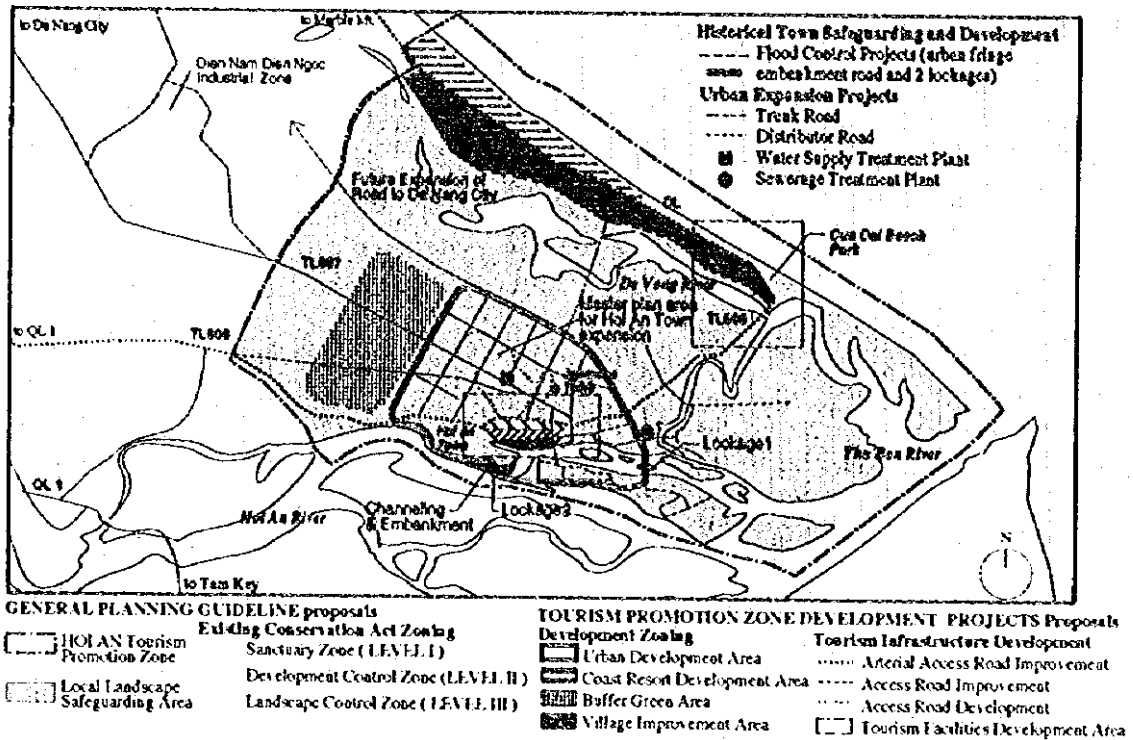 to Da Nang City
to Marble Mt.
Dien Nam Dien Ngoc
Industrial Zone
Historical Town Safeguarding and Development
Flood Control Projects (urban fringe
embankment road and 2 lockages)
Urban Expansion Projects
Trunk Road
Distributor Road
Water Supply Treatment Plant
Sewerage Treatment Plant
Future Expansion of
Road to Da Nang City
QL
Cua Dai Beach
Park
TL607
De Vong River
Master plan area
for Hoi An Town
expansion
TL608
to QL 1
TL608
Hoi An
Town
Lockage1
Thu Bon River
QL 1
Channeling
& Embankment
Lockage2
Hoi An River
to Tam Key
N
GENERAL PLANNING GUIDELINE proposals
HOI AN Tourism
Promotion Zone
Local Landscape
Safeguarding Area
Existing Conservation Act Zoning
Sanctuary Zone ( LEVEL I )
Development Control Zone ( LEVEL II )
Landscape Control Zone ( LEVEL III )
TOURISM PROMOTION ZONE DEVELOPMENT PROJECTS Proposals
Development Zoning
Urban Development Area
Coast Resort Development Area
Buffer Green Area
Village Improvement Area
Tourism Infrastructure Development
Arterial Access Road Improvement
Access Road Improvement
Access Road Development
Tourism Facilities Development Area